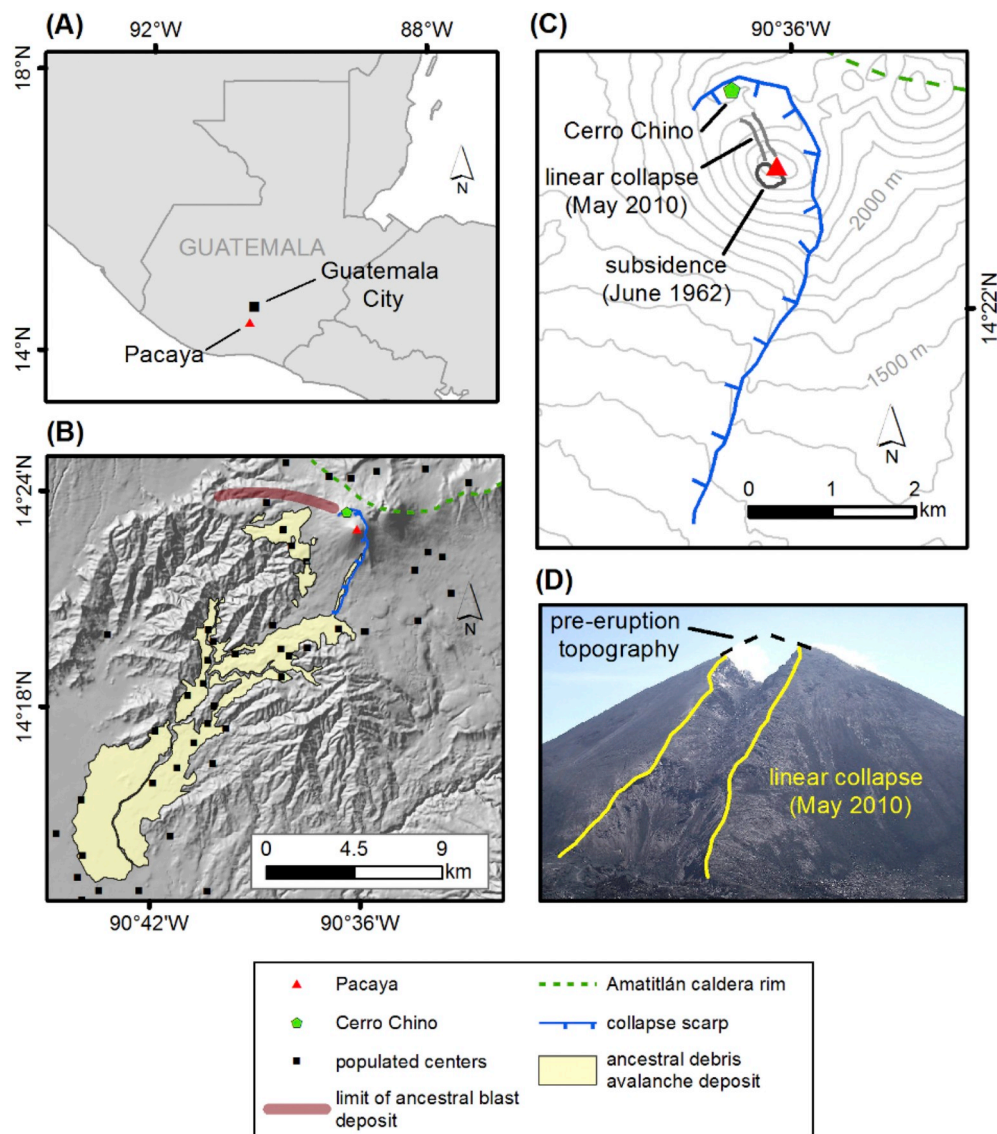 (A)
92°W
88°W
18°N
14°N
N
GUATEMALA
Guatemala
City
Pacaya
(B)
14°24'N
14°18'N
N
0
4.5
9
km
90°42'W
90°36'W
(C)
90°36'W
Cerro Chino
linear collapse
(May 2010)
2000 m
subsidence
(June 1962)
14°22'N
1500 m
N
0
1
2
km
(D)
pre-eruption
topography
linear collapse
(May 2010)
Pacaya
Cerro Chino
populated centers
limit of ancestral blast
deposit
Amatitlán caldera rim
collapse scarp
ancestral debris
avalanche deposit